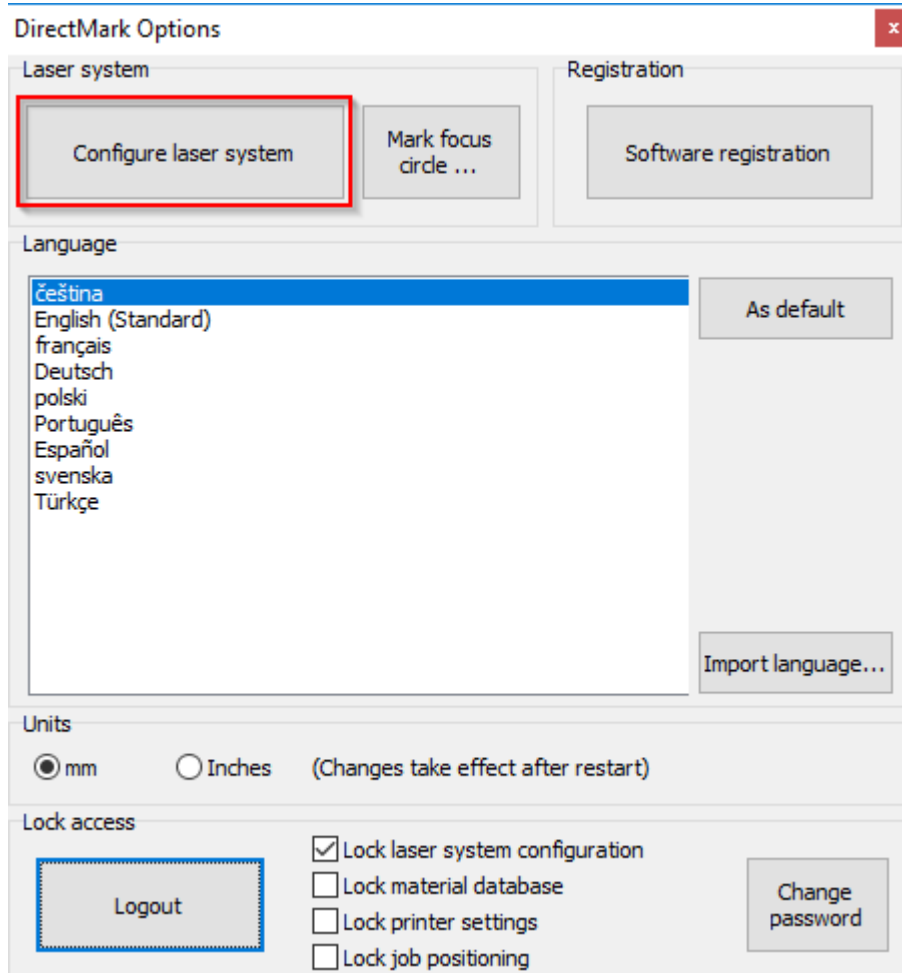 DirectMark Options
x
Laser system
Registration
Configure laser system
Mark focus
circle ...
Software registration
Language
čeština
English (Standard)
français
Deutsch
polski
Português
Español
svenska
Türkçe
As default
Import language...
Units
mm
Inches
(Changes take effect after restart)
Lock access
Logout
Lock laser system configuration
Lock material database
Lock printer settings
Lock job positioning
Change
password